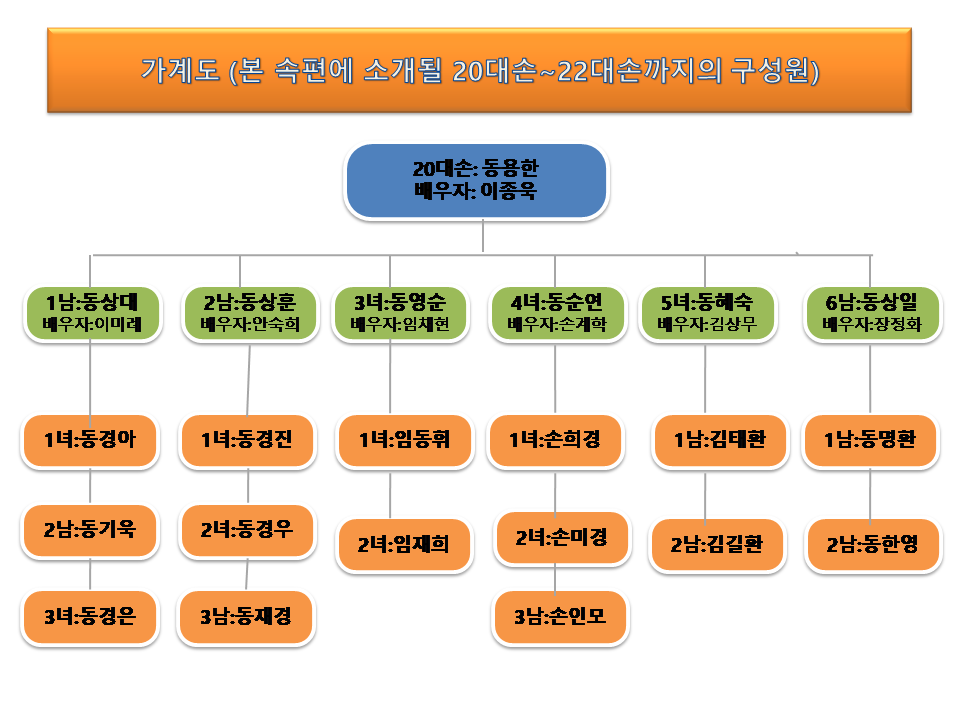 가계도 (본 속편에 소개될 20대손~22대손까지의 구성원)
20대손: 동용한
배우자: 이종욱
1남:동상대
배우자:이미래
2남:동상훈
배우자:안숙희
3녀:동영순
배우자:임채현
4녀:동순연
배우자:손계학
5녀:동혜숙
배우자:김상무
6남:동상일
배우자:장정화
1녀:동경아
1녀:동경진
1녀:임동휘
1녀:손희경
1남:김태환
1남:동명환
2남:동기욱
2녀:동경우
2녀:임재희
2녀:손미경
2남:김길환
2남:동한영
3녀:동경은
3남:동재경
3남:손인모